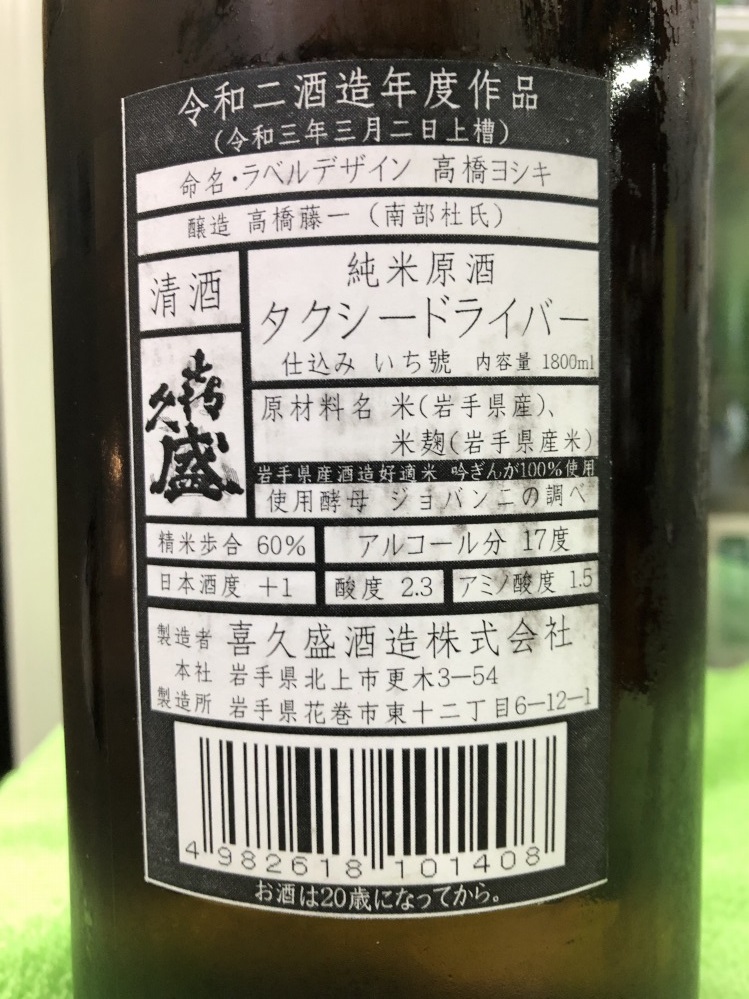 令和二酒造年度作品
(令和三年三月二日上槽)
命名・ラベルデザイン 高橋ヨシキ
醸造 高橋藤一 (南部杜氏)
清酒
純米原酒
タクシードライバー
仕込み いち號 内容量 1800ml
喜久盛
原材料名 米(岩手県産)、
米麹(岩手県産米)
岩手県産酒造好適米 吟ぎんが100%使用
使用酵母 ジョバンニの調べ
精米歩合 60%
アルコール分 17度
日本酒度 +1
酸度 2.3
アミノ酸度 1.5
製造者 喜久盛酒造株式会社
本社 岩手県北上市更木3-54
製造所 岩手県花巻市東十二丁目6-12-1
4 982618 101408
お酒は20歳になってから。